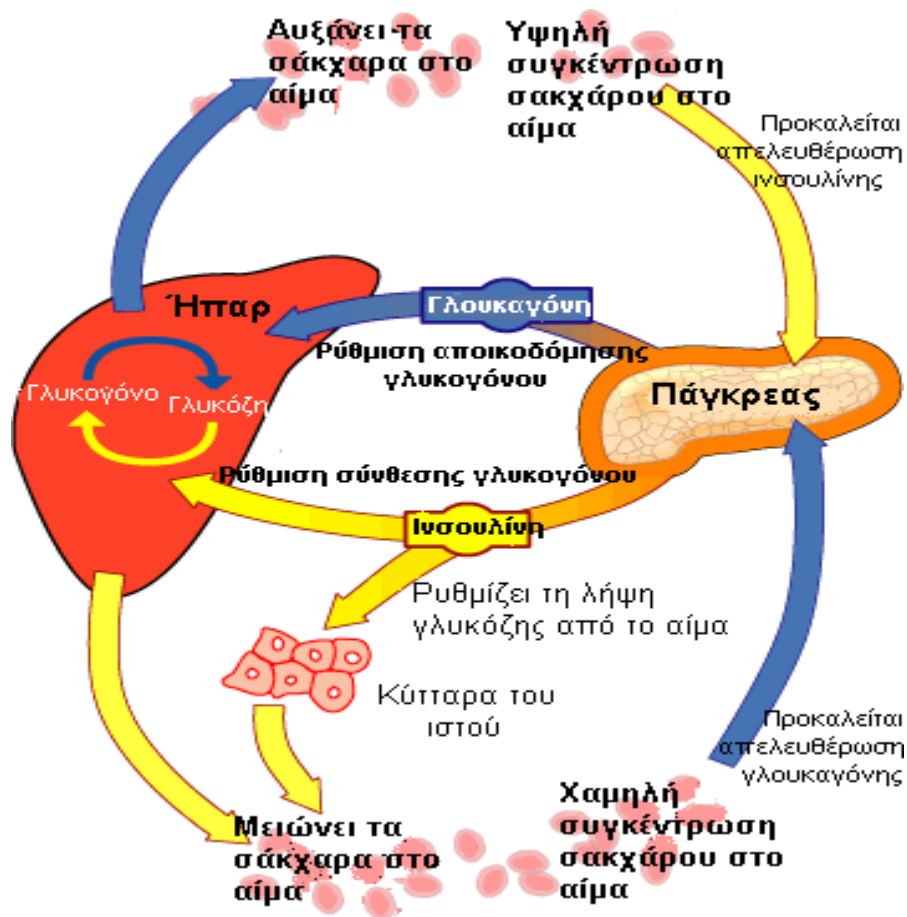 Αυξάνει τα
σάκχαρα στο
αίμα
Υψηλή
συγκέντρωση
σακχάρου στο
αίμα
Προκαλείται
απελευθέρωση
ινσουλίνης
Ήπαρ
Γλουκαγόνη
Ρύθμιση αποικοδόμησης
γλυκογόνου
Γλυκογόνο
Γλυκόζη
Πάγκρεας
Ρύθμιση σύνθεσης γλυκογόνου
Ινσουλίνη
Ρυθμίζει τη λήψη
γλυκόζης από το αίμα
Κύτταρα του
ιστού
Προκαλείται
απελευθέρωση
γλουκαγόνης
Μειώνει τα
σάκχαρα στο
αίμα
Χαμηλή
συγκέντρωση
σακχάρου στο
αίμα